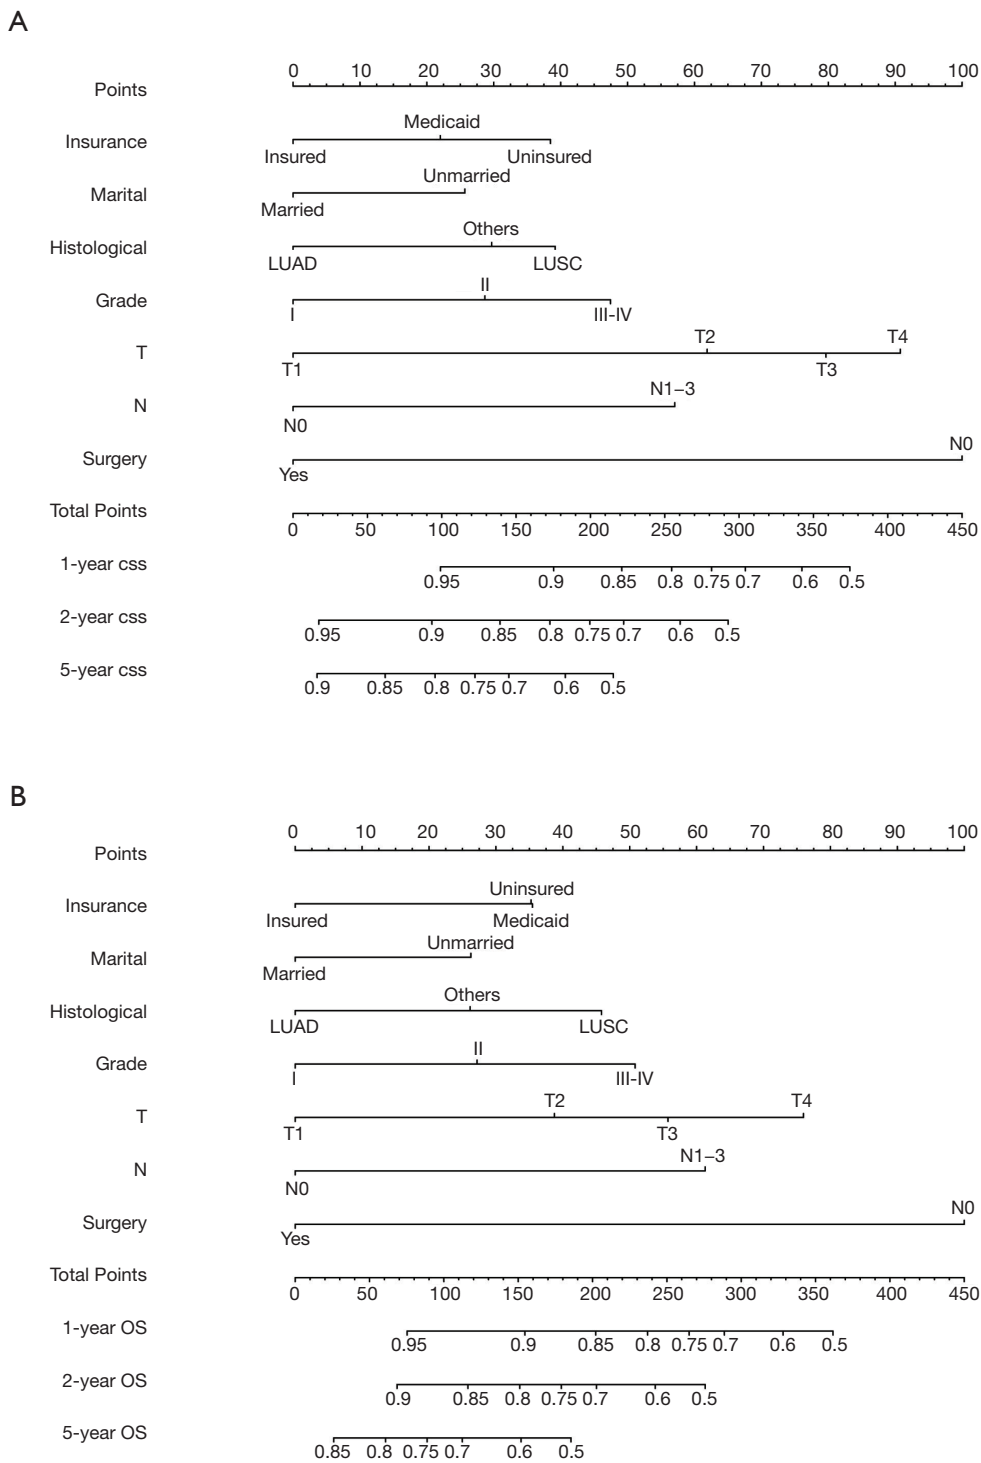 A
0 10 20 30 40 50 60 70 80 90 100
Points
Medicaid
Insurance
Insured Uninsured
Unmarried
Marital
Married
Others
Histological
LUAD LUSC
II
Grade
I III-IV
T2 T4
T
T1 T3
N1–3
N
N0
N0
Surgery
Yes
Total Points
0 50 100 150 200 250 300 350 400 450
1-year css
0.95 0.9 0.85 0.8 0.75 0.7 0.6 0.5
2-year css
0.95 0.9 0.85 0.8 0.75 0.7 0.6 0.5
5-year css
0.9 0.85 0.8 0.75 0.7 0.6 0.5
B
0 10 20 30 40 50 60 70 80 90 100
Points
Uninsured
Insurance
Insured Medicaid
Unmarried
Marital
Married
Others
Histological
LUAD LUSC
II
Grade
I III-IV
T2 T4
T
T1 T3
N1–3
N
N0
N0
Surgery
Yes
Total Points
0 50 100 150 200 250 300 350 400 450
1-year OS
0.95 0.9 0.85 0.8 0.75 0.7 0.6 0.5
2-year OS
0.9 0.85 0.8 0.75 0.7 0.6 0.5
5-year OS
0.85 0.8 0.75 0.7 0.6 0.5